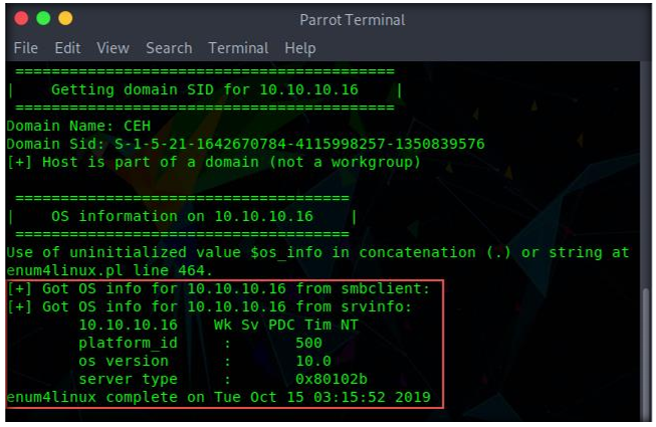 Parrot Terminal
File Edit View Search Terminal Help
==========================================
| Getting domain SID for 10.10.10.16 |
==========================================
Domain Name: CEH
Domain Sid: S-1-5-21-1642670784-4115998257-1350839576
[+] Host is part of a domain (not a workgroup)
=====================================
| OS information on 10.10.10.16 |
=====================================
Use of uninitialized value $os_info in concatenation (.) or string at
enum4linux.pl line 464.
[+] Got OS info for 10.10.10.16 from smbclient:
[+] Got OS info for 10.10.10.16 from srvinfo:
10.10.10.16 Wk Sv PDC Tim NT
platform_id : 500
os version : 10.0
server type : 0x80102b
enum4linux complete on Tue Oct 15 03:15:52 2019